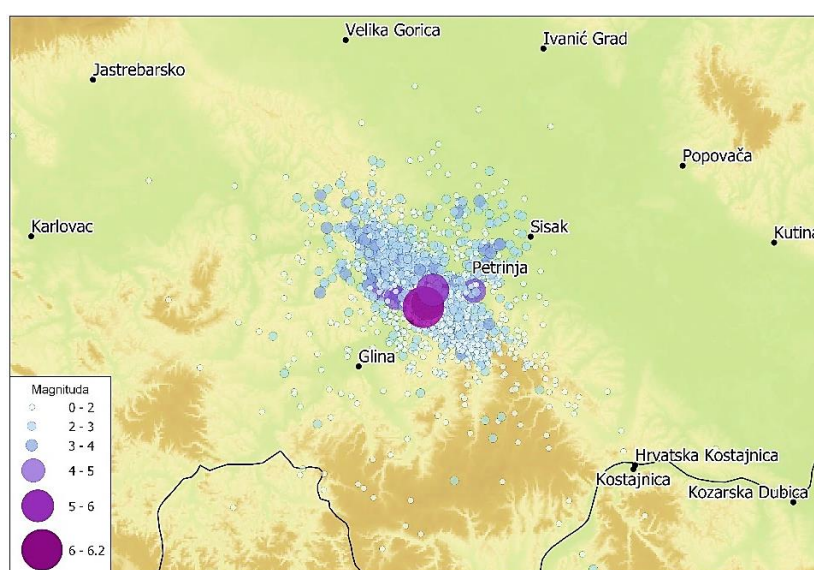 Velika Gorica
Ivanić Grad
Jastrebarsko
Popovača
Karlovac
Sisak
Kutina
Petrinja
Glina
Magnituda
0 - 2
2 - 3
3 - 4
4 - 5
5 - 6
6 - 6.2
Hrvatska Kostajnica
Kostajnica
Kozarska Dubica